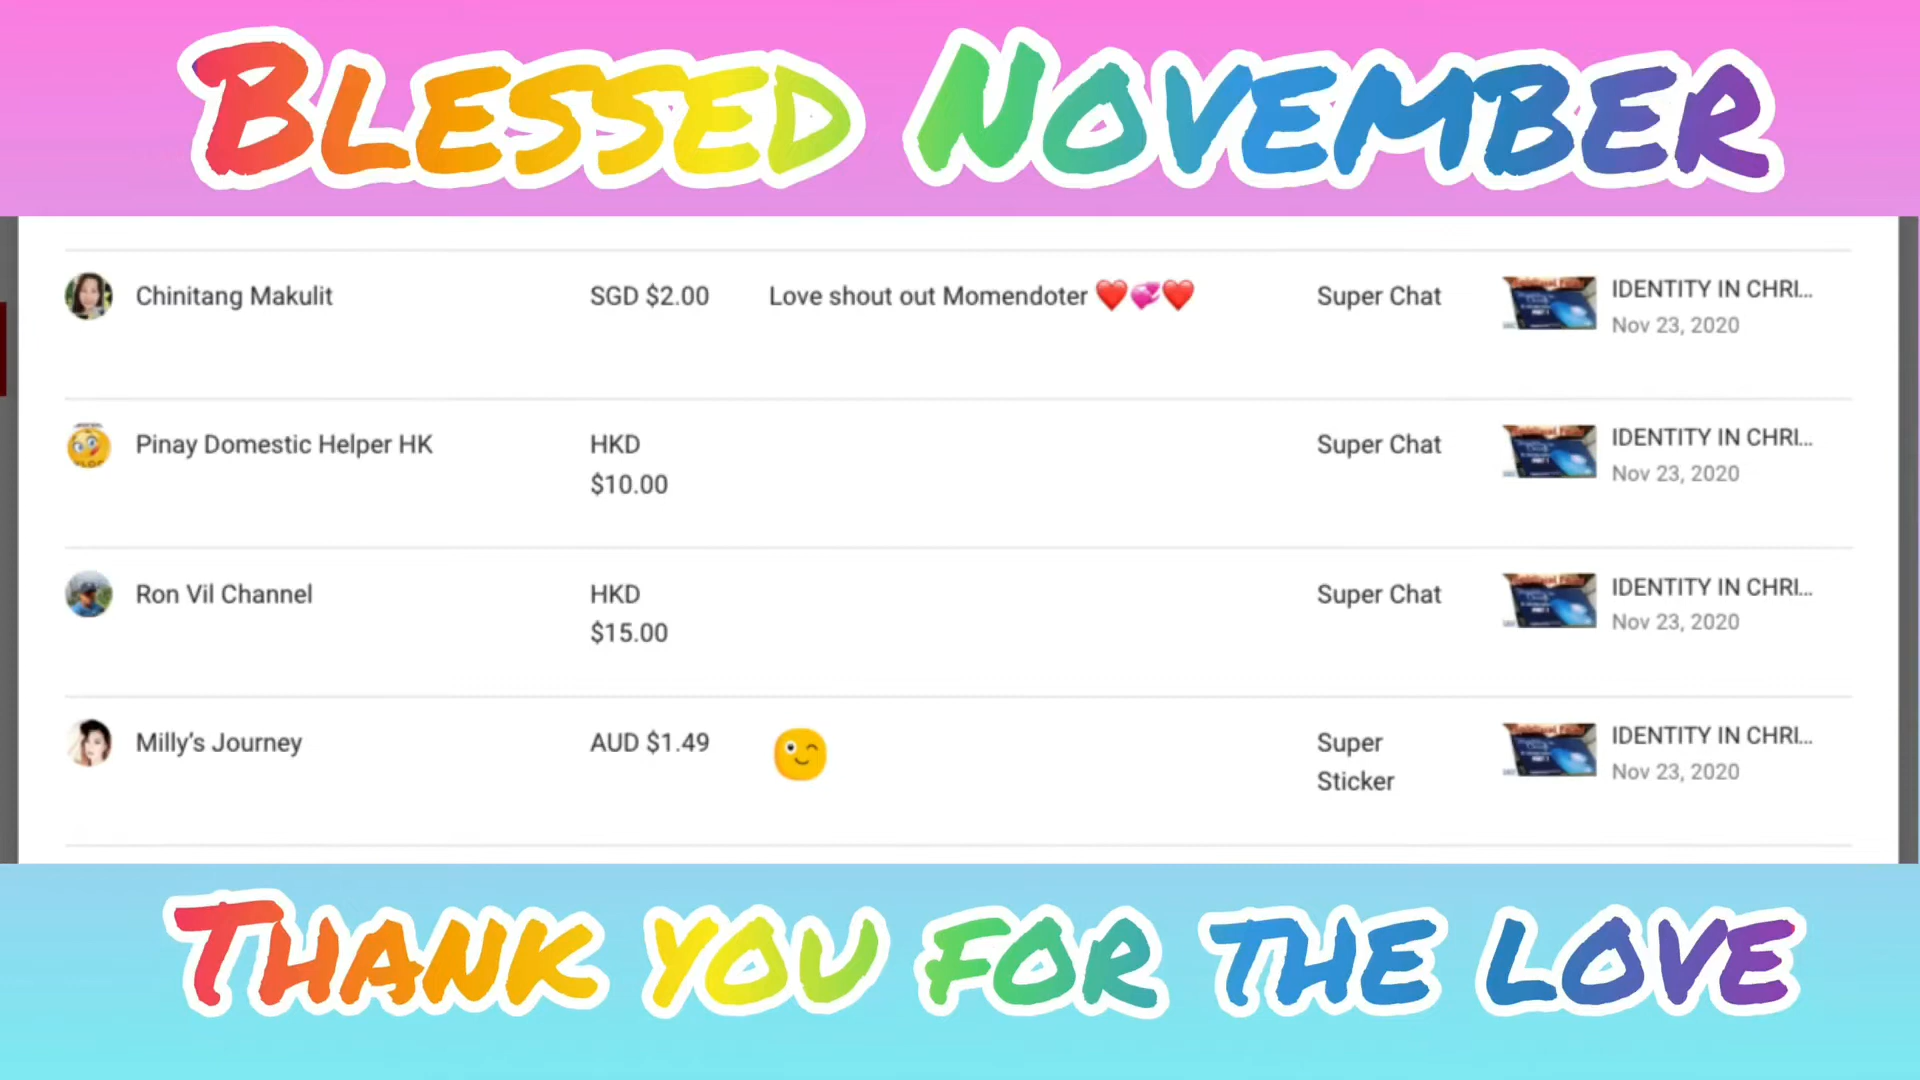 BLESSED NOVEMBER
Chinitang Makulit SGD $2.00 Love shout out Momendoter ❤️💞❤️ Super Chat IDENTITY IN CHRI...
Nov 23, 2020
Pinay Domestic Helper HK HKD Super Chat IDENTITY IN CHRI...
$10.00 Nov 23, 2020
Ron Vil Channel HKD Super Chat IDENTITY IN CHRI...
$15.00 Nov 23, 2020
Milly's Journey AUD $1.49 Super IDENTITY IN CHRI...
Sticker Nov 23, 2020
THANK YOU FOR THE LOVE